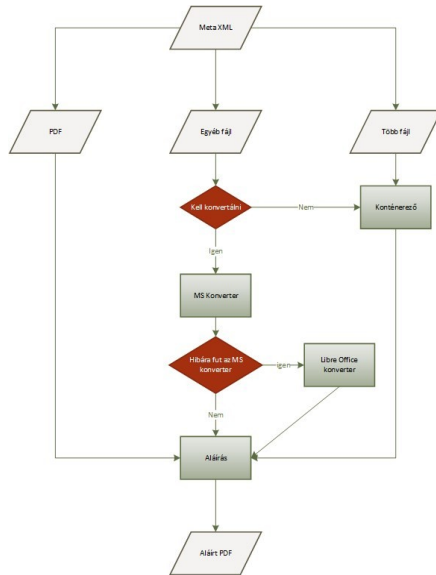 Meta XML
PDF
Egyéb fájl
Több fájl
Kell konvertálni
Nem
Konténerező
Igen
MS Konverter
Hibára fut az MS
konverter
igen
Libre Office
konverter
Nem
Aláírás
Aláírt PDF